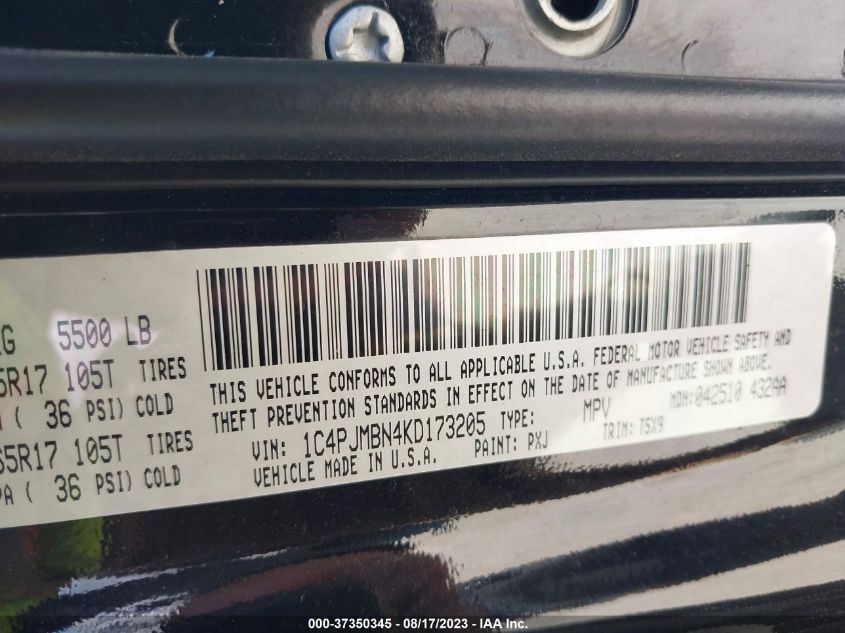 KG 5500 LB
5R17 105T TIRES
( 36 PSI) COLD
65R17 105T TIRES
PA ( 36 PSI) COLD
THIS VEHICLE CONFORMS TO ALL APPLICABLE U.S.A. FEDERAL MOTOR VEHICLE SAFETY AND
THEFT PREVENTION STANDARDS IN EFFECT ON THE DATE OF MANUFACTURE SHOWN ABOVE.
VIN: 1C4PJMBN4KD173205 TYPE: MPV MDH: 042510 432AA
VEHICLE MADE IN U.S.A. PAINT: PXJ TRIM: TSX9
000-37350345 - 08/17/2023 - IAA Inc.